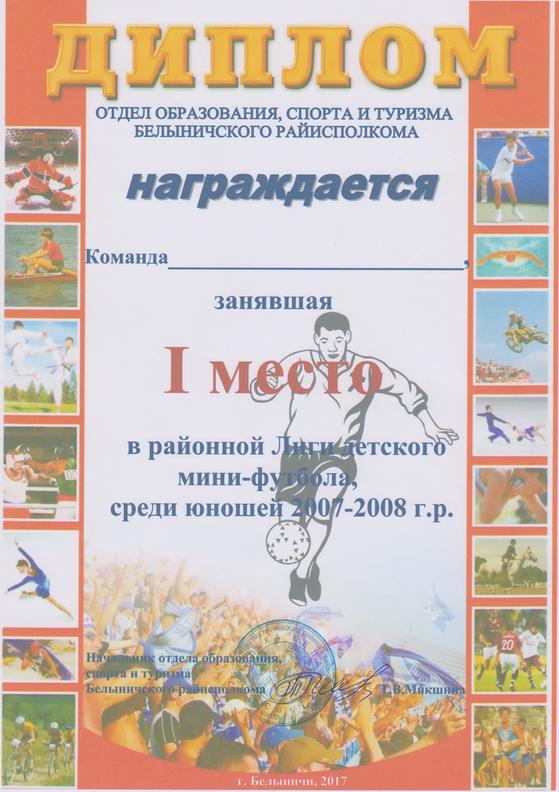 ДИПЛОМ
ОТДЕЛ ОБРАЗОВАНИЯ, СПОРТА И ТУРИЗМА
БЕЛЫНИЧСКОГО РАЙИСПОЛКОМА
награждается
Команда_________________________,
занявшая
I место
в районной Лиги детского
мини-футбола,
среди юношей 2007-2008 г.р.
Начальник отдела образования,
спорта и туризма
Белыничского райисполкома Т.В.Мякшина
г. Белыничи, 2017